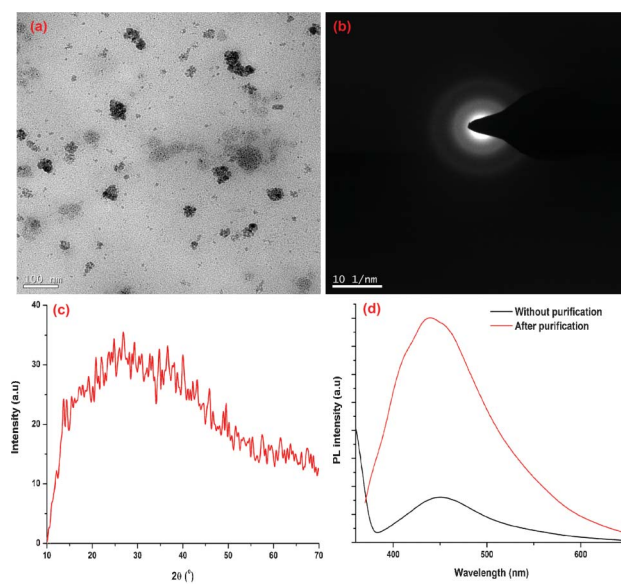 (a)
100 nm
(b)
10 1/nm
(c)
Intensity (a.u)
40
30
20
10
0
10 20 30 40 50 60 70
2θ (⁰)
(d)
Without purification
After purification
PL intensity (a.u)
400 500 600
Wavelength (nm)